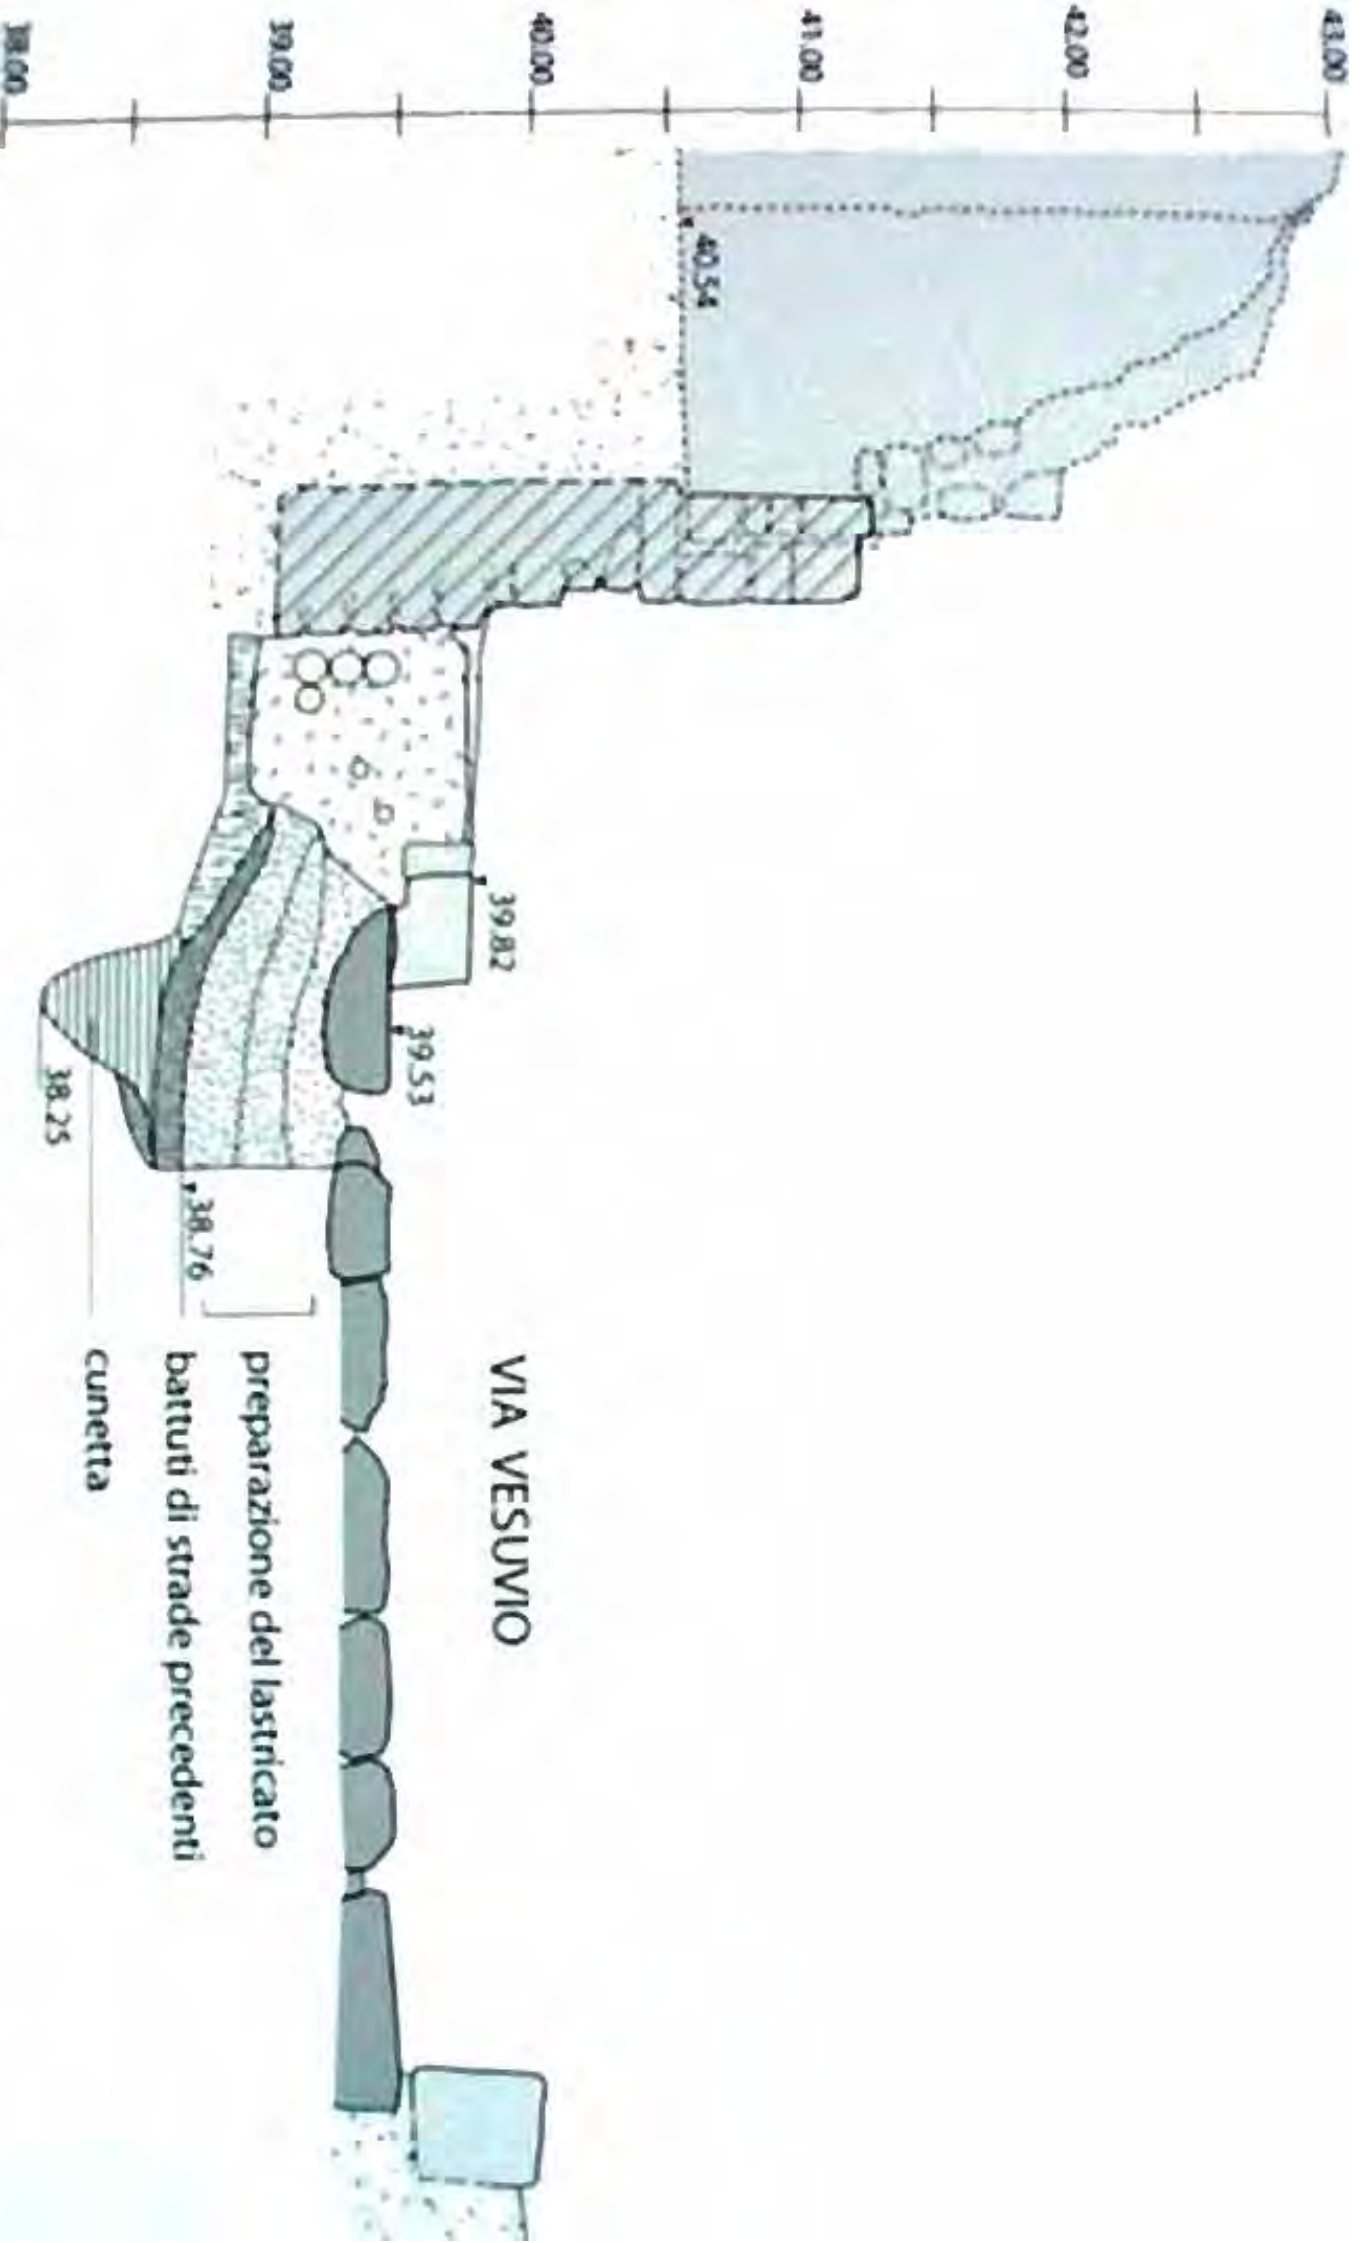 43.00
42.00
41.00
40.00
39.00
38.00
40.54
39.82
39.53
VIA VESUVIO
38.76
38.25
preparazione del lastricato
battuti di strade precedenti
cunetta